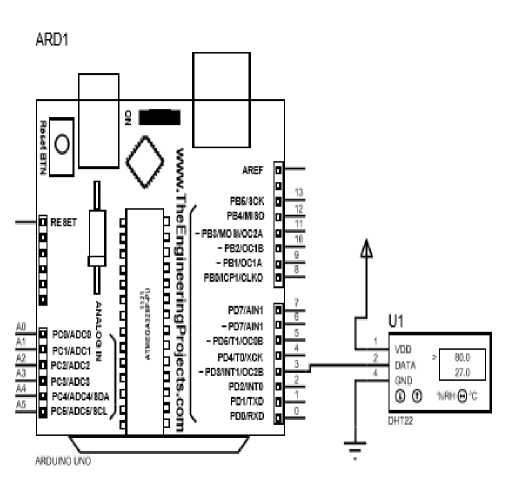 ARD1
ON
Reset BTN
www.TheEngineeringProjects.com
RESET
ANALOG IN
ATMEGA328P-PU
1121
AREF
PB5/SCK 13
PB4/MISO 12
~ PB3/MOSI/OC2A 11
~ PB2/OC1B 10
~ PB1/OC1A 9
PB0/ICP1/CLKO 8
A0 PC0/ADC0
A1 PC1/ADC1
A2 PC2/ADC2
A3 PC3/ADC3
A4 PC4/ADC4/SDA
A5 PC5/ADC5/SCL
PD7/AIN1 7
~ PD7/AIN1 6
~ PD5/T1/OC0B 5
PD4/T0/XCK 4
~ PD3/INT1/OC2B 3
PD2/INT0 2
PD1/TXD 1
PD0/RXD 0
ARDUINO UNO
U1
1 VDD
2 DATA
4 GND
> 80.0
27.0
%RH °C
DHT22